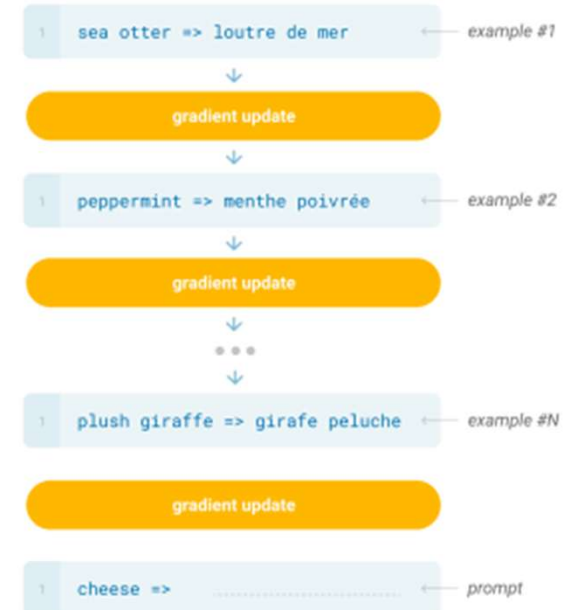 1 sea otter => loutre de mer example #1
gradient update
1 peppermint => menthe poivrée example #2
gradient update
1 plush giraffe => girafe peluche example #N
gradient update
1 cheese => prompt